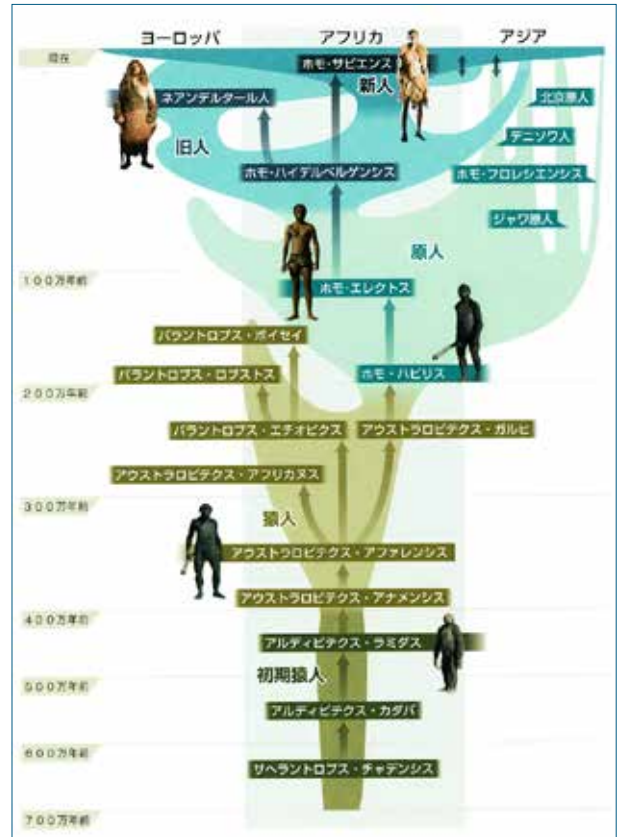 ヨーロッパ
アフリカ
アジア
現在
ホモ・サピエンス
新人
ネアンデルタール人
旧人
北京原人
デニソワ人
ホモ・ハイデルベルゲンシス
ホモ・フロレシエンシス
ジャワ原人
原人
100万年前
ホモ・エレクトス
パラントロプス・ボイセイ
パラントロプス・ロブストス
ホモ・ハビリス
200万年前
パラントロプス・エチオピクス
アウストラロピテクス・ガルヒ
アウストラロピテクス・アフリカヌス
300万年前
猿人
アウストラロピテクス・アファレンシス
アウストラロピテクス・アナメンシス
400万年前
アルディピテクス・ラミダス
初期猿人
500万年前
アルディピテクス・カダバ
600万年前
サヘラントロプス・チャデンシス
700万年前